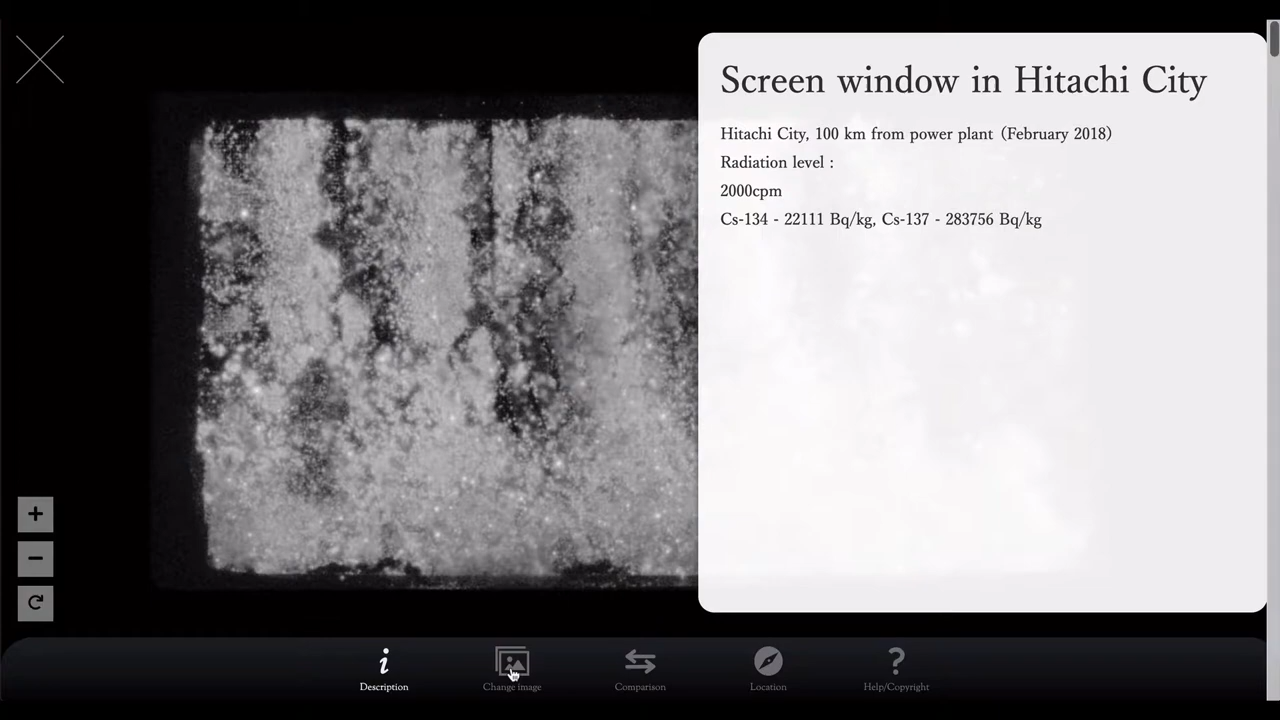 Screen window in Hitachi City
Hitachi City, 100 km from power plant (February 2018)
Radiation level :
2000cpm
Cs-134 - 22111 Bq/kg, Cs-137 - 283756 Bq/kg
Description
Change image
Comparison
Location
Help/Copyright